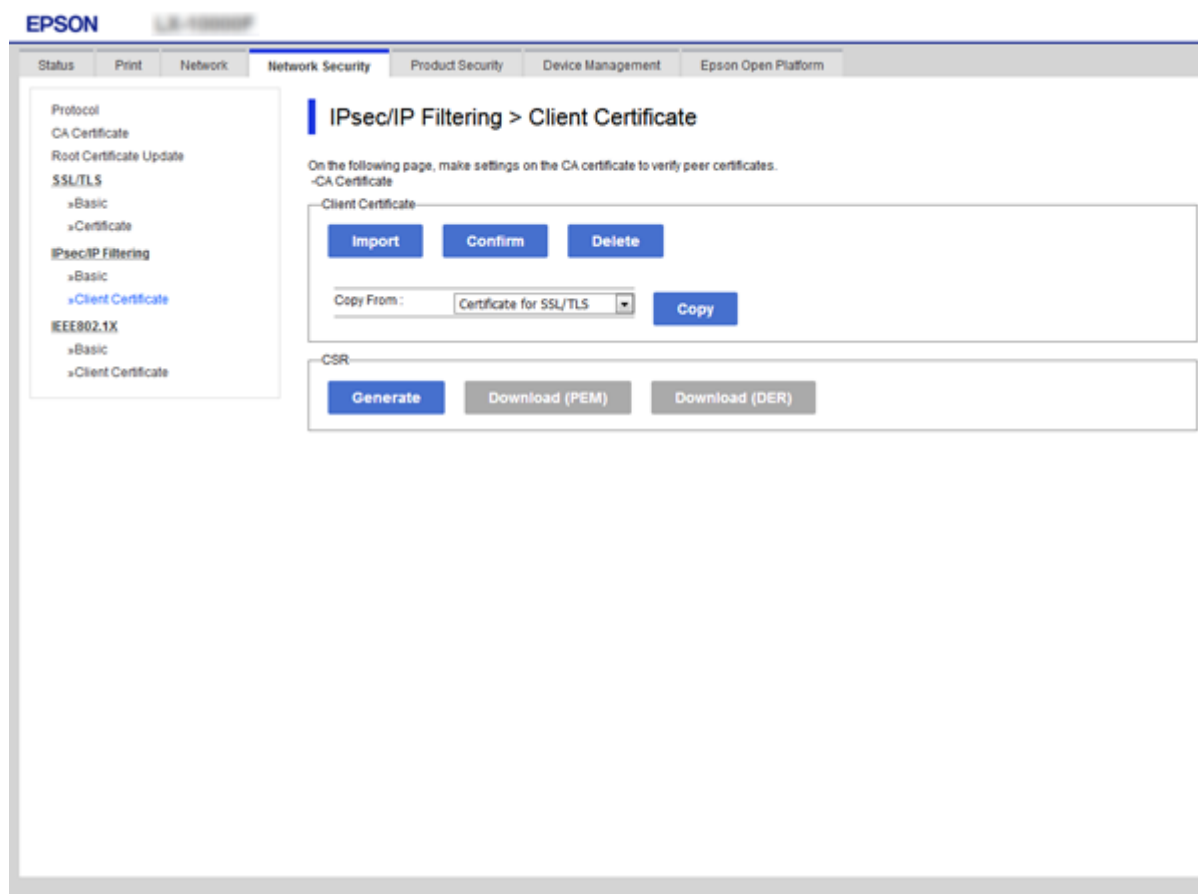 EPSON
Status Print Network Network Security Product Security Device Management Epson Open Platform
Protocol
CA Certificate
Root Certificate Update
SSL/TLS
»Basic
»Certificate
IPsec/IP Filtering
»Basic
»Client Certificate
IEEE802.1X
»Basic
»Client Certificate
IPsec/IP Filtering > Client Certificate
On the following page, make settings on the CA certificate to verify peer certificates.
-CA Certificate
Client Certificate
Import Confirm Delete
Copy From : Certificate for SSL/TLS Copy
CSR
Generate Download (PEM) Download (DER)